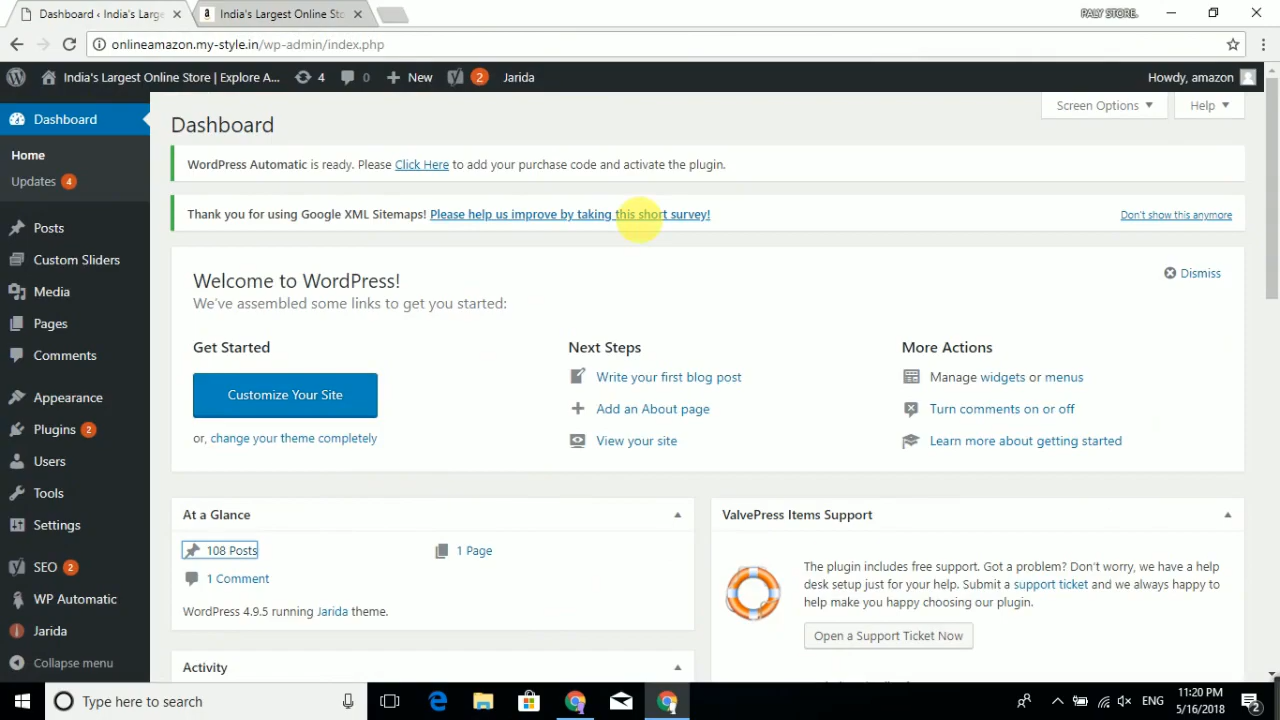 Dashboard ‹ India's Large
India's Largest Online Sto
PALY STORE.
onlineamazon.my-style.in/wp-admin/index.php
India's Largest Online Store | Explore A...
4
0
New
2
Jarida
Howdy, amazon
Dashboard
Home
Updates 4
Posts
Custom Sliders
Media
Pages
Comments
Appearance
Plugins 2
Users
Tools
Settings
SEO 2
WP Automatic
Jarida
Collapse menu
Screen Options
Help
Dashboard
WordPress Automatic is ready. Please Click Here to add your purchase code and activate the plugin.
Thank you for using Google XML Sitemaps! Please help us improve by taking this short survey!
Don't show this anymore
Welcome to WordPress!
We've assembled some links to get you started:
Dismiss
Get Started
Customize Your Site
or, change your theme completely
Next Steps
Write your first blog post
Add an About page
View your site
More Actions
Manage widgets or menus
Turn comments on or off
Learn more about getting started
At a Glance
108 Posts
1 Page
1 Comment
WordPress 4.9.5 running Jarida theme.
Activity
ValvePress Items Support
The plugin includes free support. Got a problem? Don't worry, we have a help
desk setup just for your help. Submit a support ticket and we always happy to
help make you happy choosing our plugin.
Open a Support Ticket Now
Type here to search
ENG
11:20 PM
5/16/2018
2